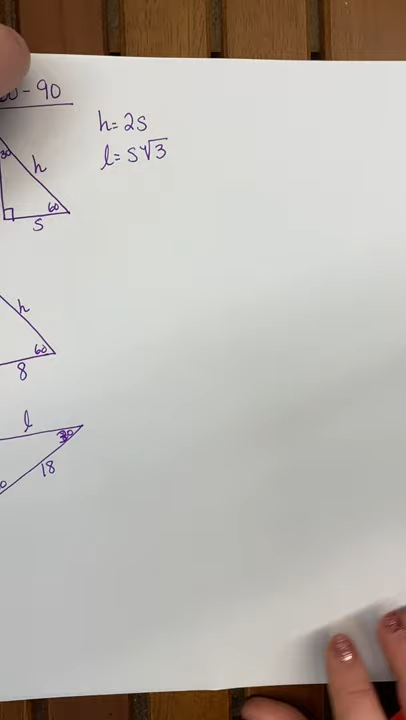 - 90
h = 2s
l = s√3
30
h
60
s
h
60
8
l
30
18